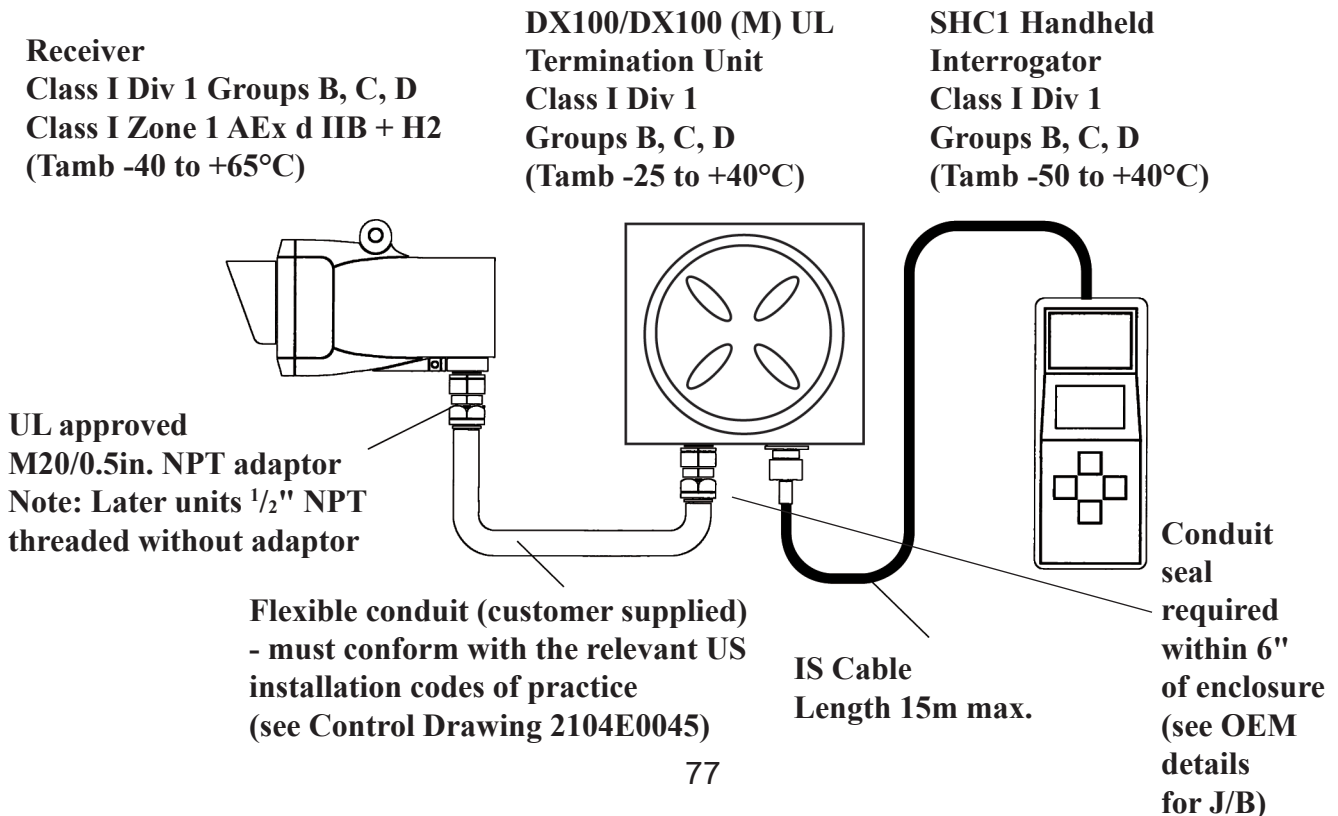 Receiver
Class I Div 1 Groups B, C, D
Class I Zone 1 AEx d IIB + H2
(Tamb -40 to +65°C)
DX100/DX100 (M) UL
Termination Unit
Class I Div 1
Groups B, C, D
(Tamb -25 to +40°C)
SHC1 Handheld
Interrogator
Class I Div 1
Groups B, C, D
(Tamb -50 to +40°C)
UL approved
M20/0.5in. NPT adaptor
Note: Later units 1/2" NPT
threaded without adaptor
Flexible conduit (customer supplied)
- must conform with the relevant US
installation codes of practice
(see Control Drawing 2104E0045)
IS Cable
Length 15m max.
Conduit
seal
required
within 6"
of enclosure
(see OEM
details
for J/B)
77